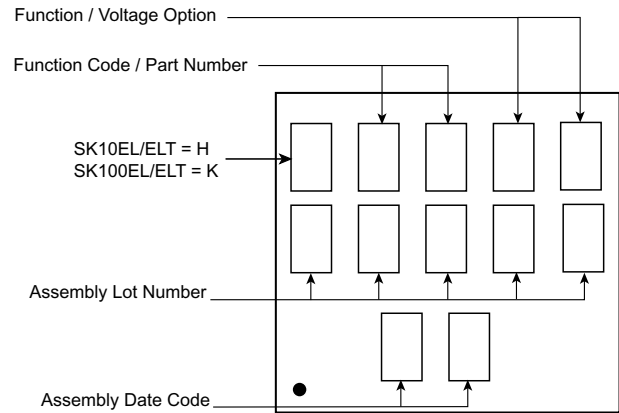 Function / Voltage Option
Function Code / Part Number
SK10EL/ELT = H
SK100EL/ELT = K
Assembly Lot Number
Assembly Date Code